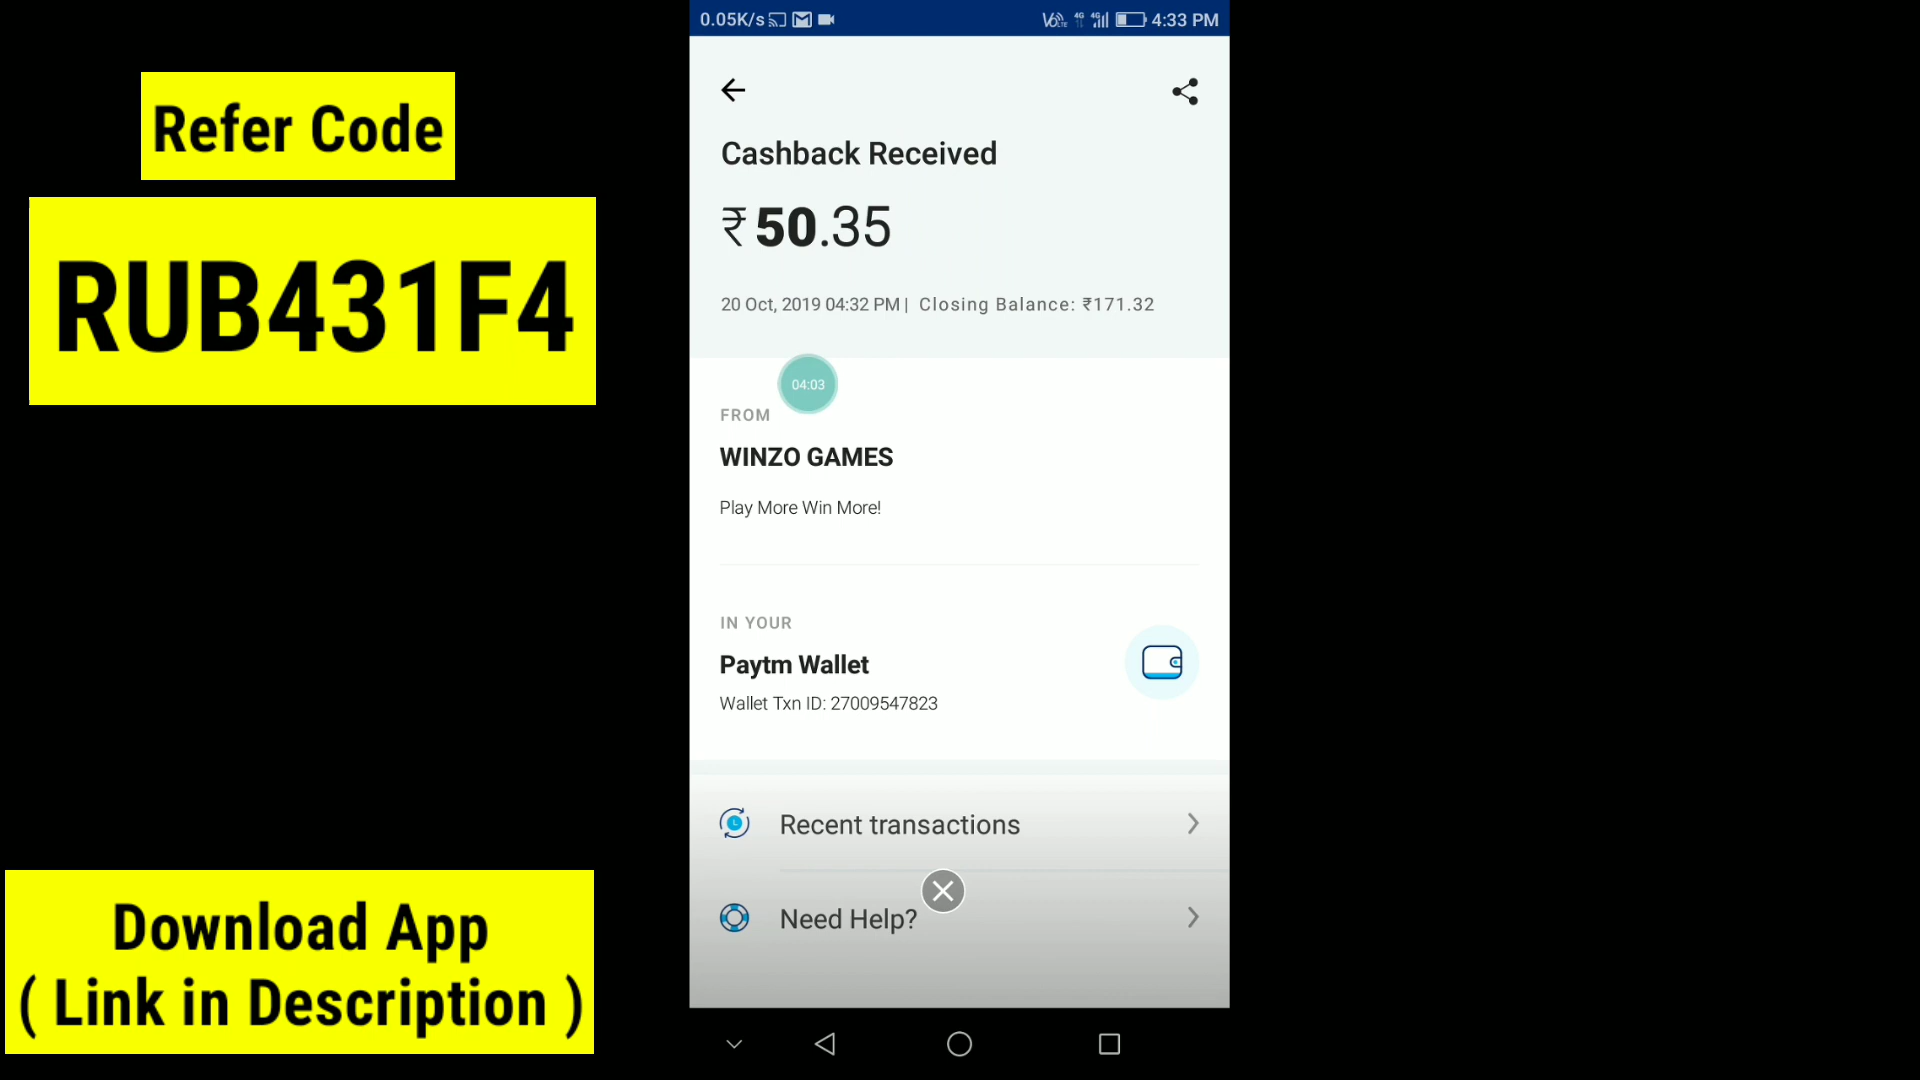 Refer Code
RUB431F4
Download App
( Link in Description )
0.05K/s 4:33 PM
Cashback Received
₹50.35
20 Oct, 2019 04:32 PM | Closing Balance: ₹171.32
04:03
FROM
WINZO GAMES
Play More Win More!
IN YOUR
Paytm Wallet
Wallet Txn ID: 27009547823
Recent transactions
Need Help?